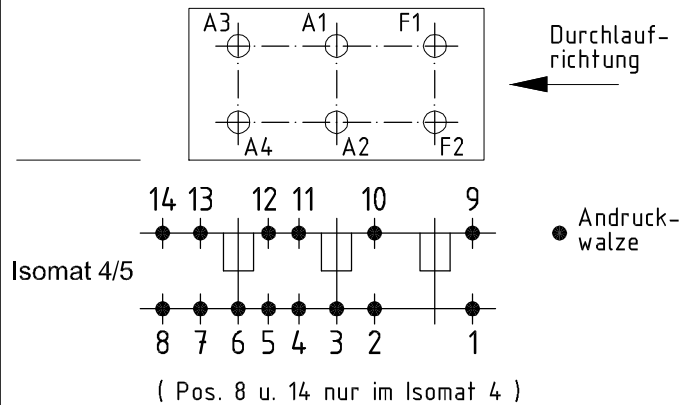 A3 A1 F1
Durchlauf-
richtung
A4 A2 F2
14 13 12 11 10 9
Andruck-
walze
Isomat 4/5
8 7 6 5 4 3 2 1
( Pos. 8 u. 14 nur im Isomat 4 )